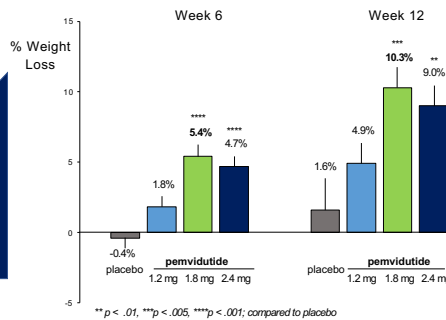 Week 6
Week 12
% Weight
Loss
15
10
5
0
-5
-0.4%
1.8%
****
5.4%
****
4.7%
1.6%
4.9%
***
10.3%
**
9.0%
placebo
pemvidutide
1.2 mg 1.8 mg 2.4 mg
placebo
pemvidutide
1.2 mg 1.8 mg 2.4 m
** p < .01, ***p < .005, ****p < .001; compared to placebo